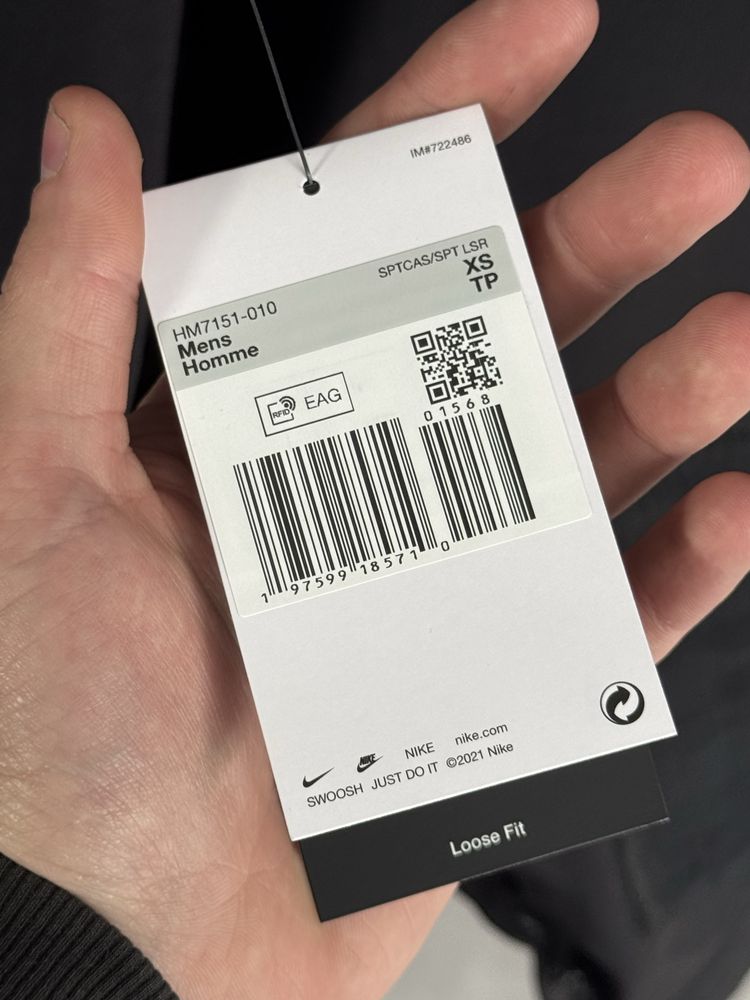 IM#722486
SPTCAS/SPT LSR
XS
TP
HM7151-010
Mens
Homme
RFID EAG
01568
1 97599 18571 0
NIKE NIKE nike.com
SWOOSH JUST DO IT ©2021 Nike
Loose Fit